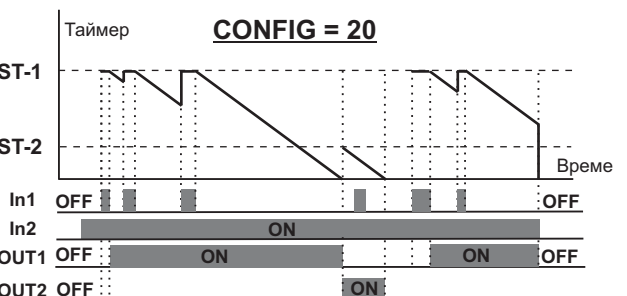 Таймер
CONFIG = 20
ST-1
ST-2
Време
In1 OFF OFF
In2 ON
OUT1 OFF ON ON OFF
OUT2 OFF ON